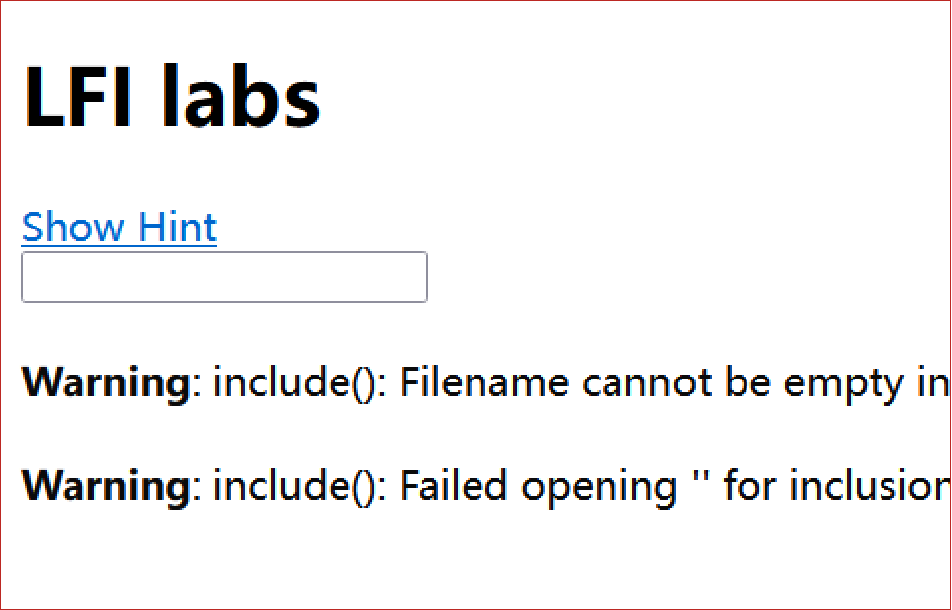 LFI labs
Show Hint
Warning: include(): Filename cannot be empty in
Warning: include(): Failed opening '' for inclusion